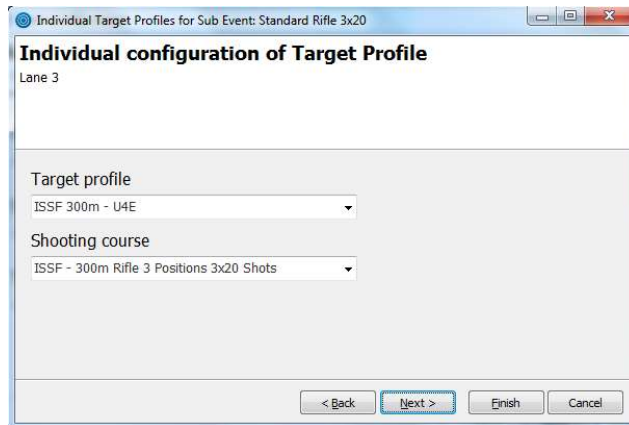 Individual Target Profiles for Sub Event: Standard Rifle 3x20
Individual configuration of Target Profile
Lane 3
Target profile
ISSF 300m - U4E
Shooting course
ISSF - 300m Rifle 3 Positions 3x20 Shots
< Back
Next >
Finish
Cancel